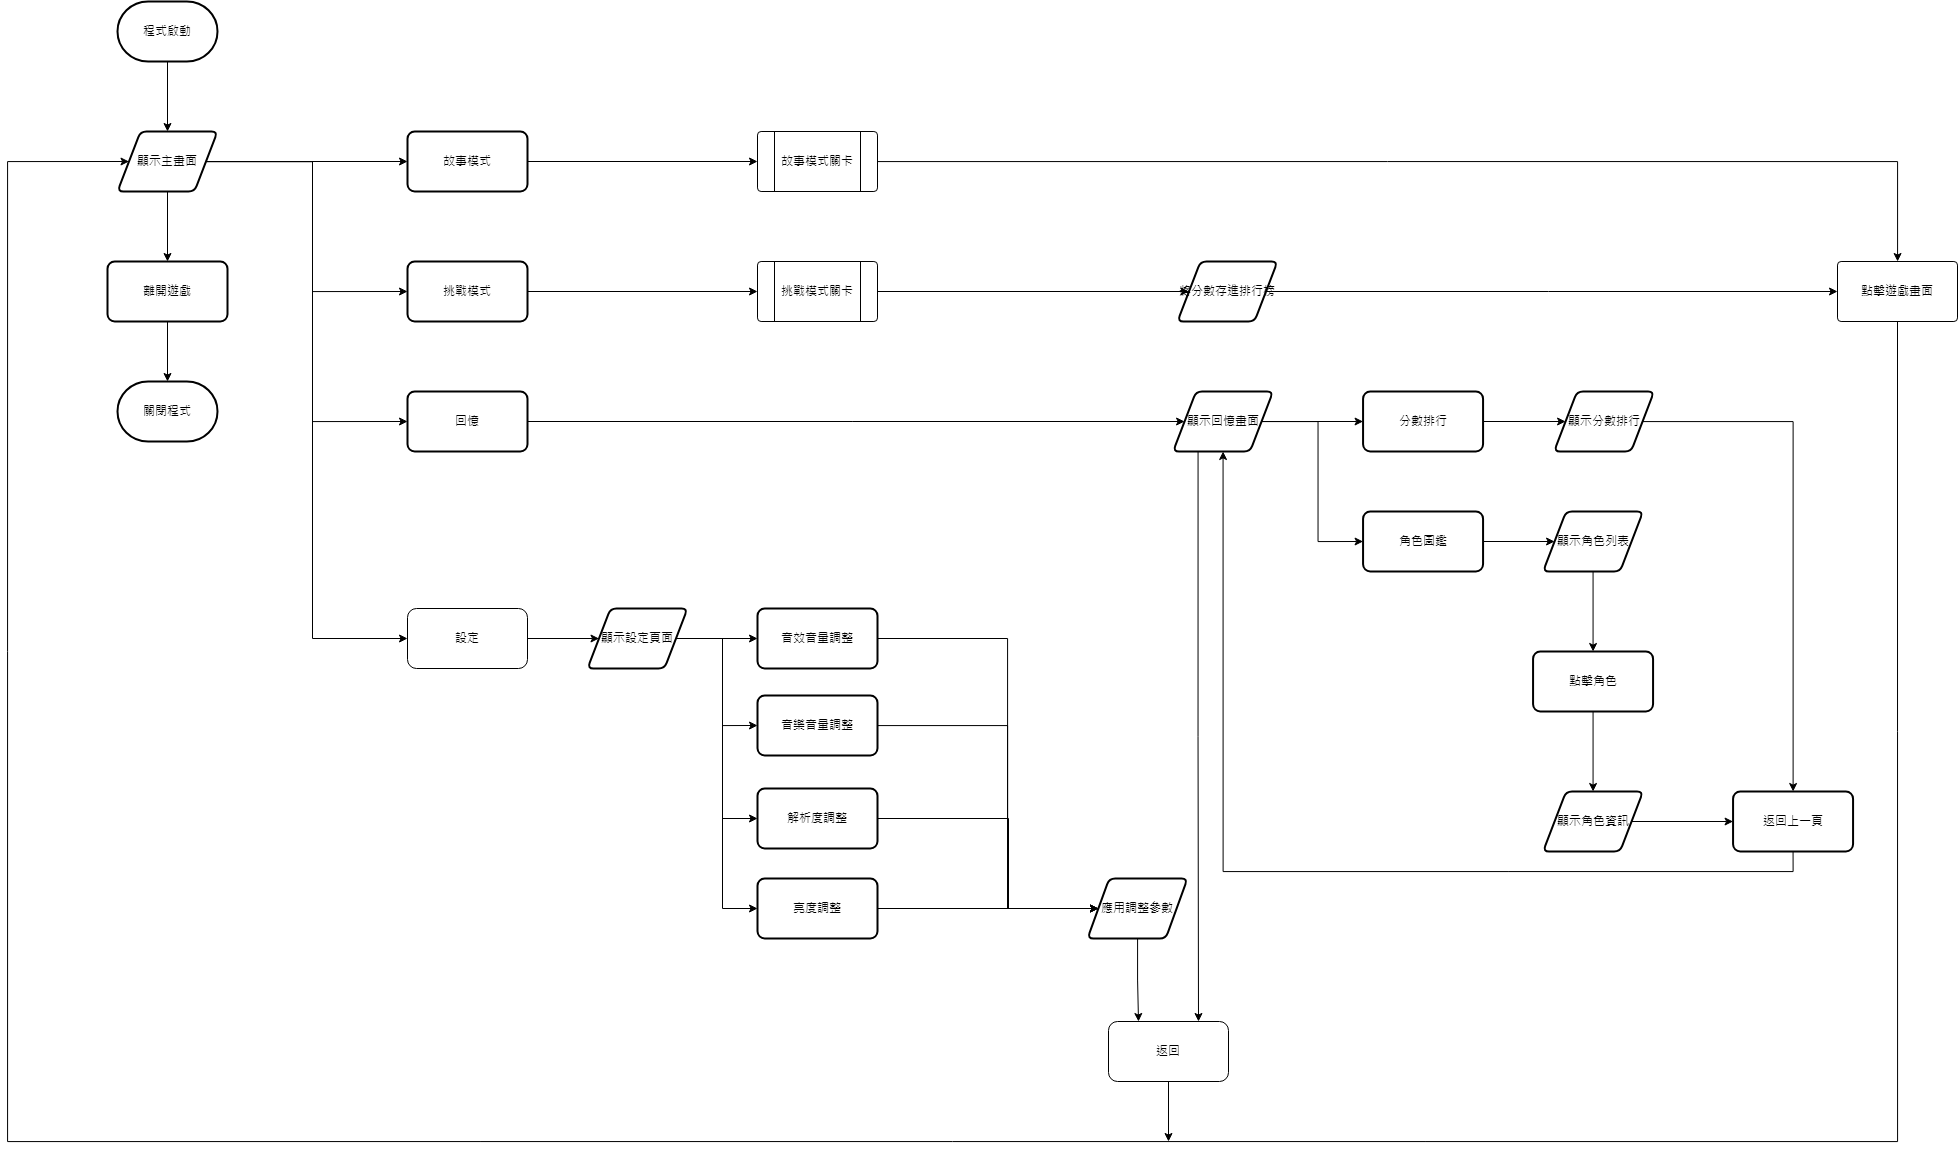 程式啟動
顯示主畫面
故事模式
故事模式關卡
離開遊戲
挑戰模式
挑戰模式關卡
將分數存進排行榜
點擊遊戲畫面
關閉程式
回憶
顯示回憶畫面
分數排行
顯示分數排行
角色圖鑑
顯示角色列表
設定
顯示設定頁面
音效音量調整
點擊角色
音樂音量調整
解析度調整
顯示角色資訊
返回上一頁
亮度調整
應用調整參數
返回